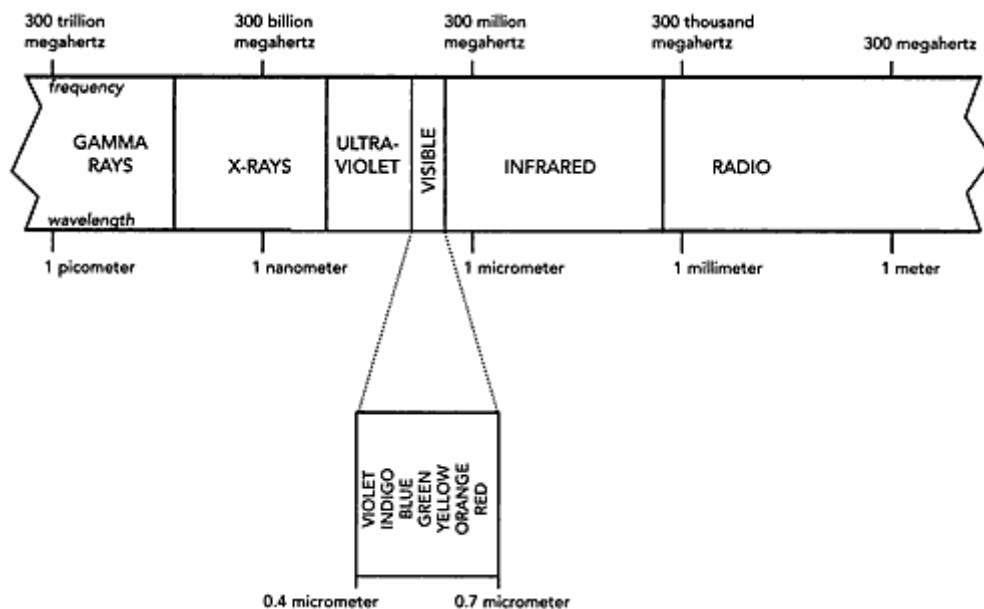 300 trillion
megahertz
300 billion
megahertz
300 million
megahertz
300 thousand
megahertz
300 megahertz
frequency
GAMMA
RAYS
X-RAYS
ULTRA-
VIOLET
VISIBLE
INFRARED
RADIO
wavelength
1 picometer
1 nanometer
1 micrometer
1 millimeter
1 meter
VIOLET
INDIGO
BLUE
GREEN
YELLOW
ORANGE
RED
0.4 micrometer
0.7 micrometer